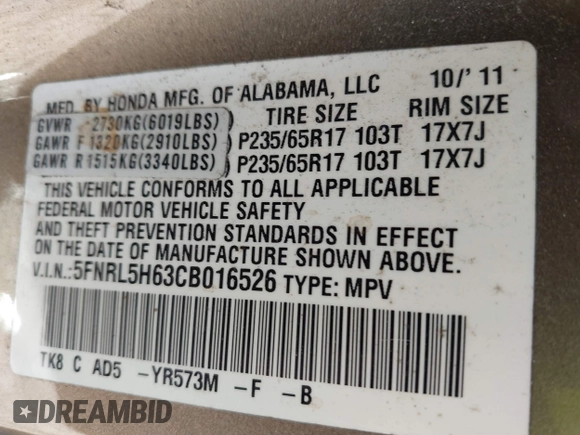 MFD. BY HONDA MFG. OF ALABAMA, LLC 10/'11
GVWR 2730KG(6019LBS) TIRE SIZE RIM SIZE
GAWR F 1320KG(2910LBS) P235/65R17 103T 17X7J
GAWR R 1515KG(3340LBS) P235/65R17 103T 17X7J
THIS VEHICLE CONFORMS TO ALL APPLICABLE
FEDERAL MOTOR VEHICLE SAFETY
AND THEFT PREVENTION STANDARDS IN EFFECT
ON THE DATE OF MANUFACTURE SHOWN ABOVE.
V.I.N.:5FNRL5H63CB016526 TYPE: MPV
TK8 C AD5 -YR573M -F -B
DREAMBID